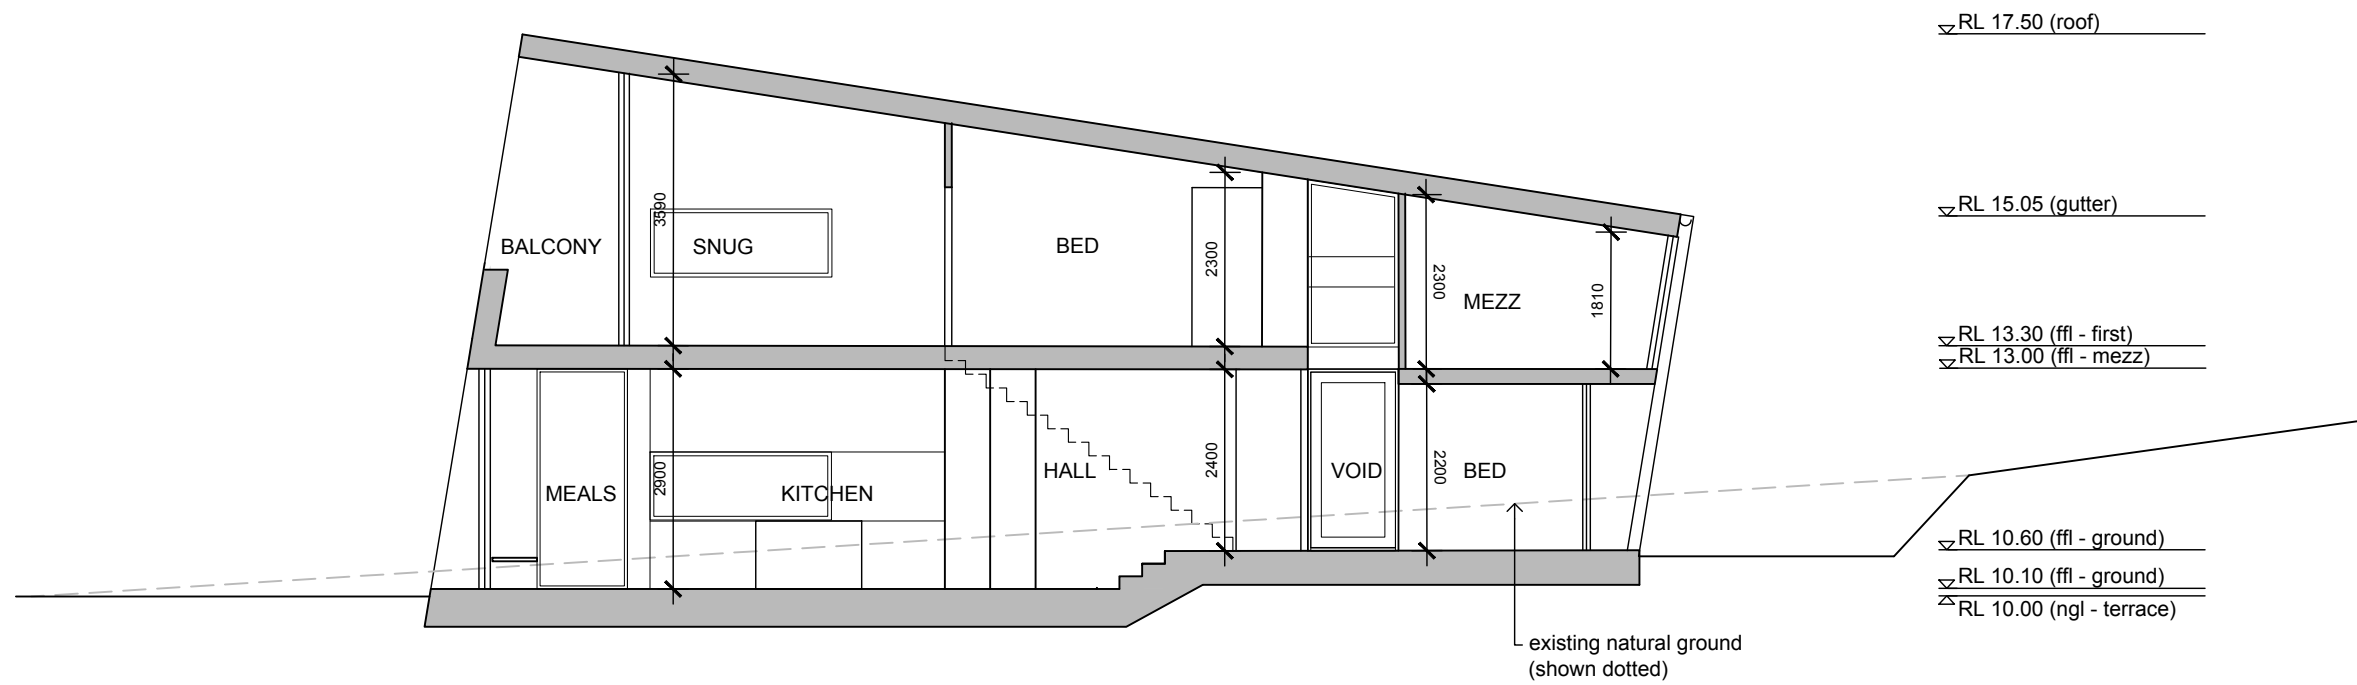 RL 17.50 (roof)
RL 15.05 (gutter)
3590
BALCONY
SNUG
BED
2300
2300
MEZZ
1810
RL 13.30 (ffl - first)
RL 13.00 (ffl - mezz)
MEALS
2900
KITCHEN
HALL
2400
VOID
2200
BED
RL 10.60 (ffl - ground)
RL 10.10 (ffl - ground)
RL 10.00 (ngl - terrace)
existing natural ground
(shown dotted)